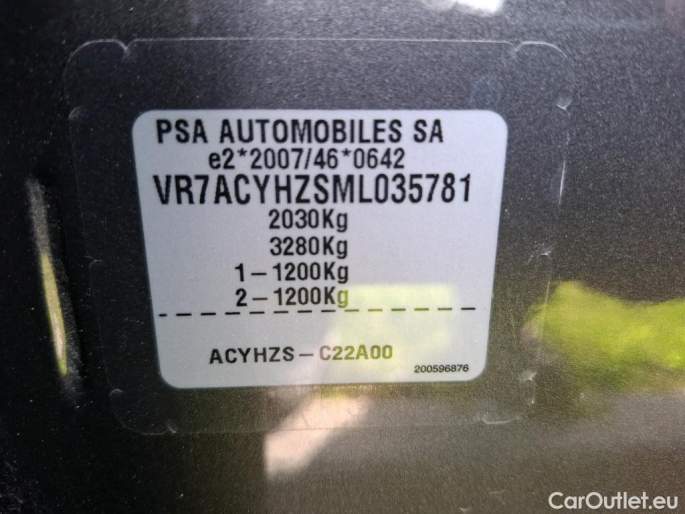 PSA AUTOMOBILES SA
e2*2007/46*0642
VR7ACYHZSML035781
2030Kg
3280Kg
1-1200Kg
2-1200Kg
ACYHZS-C22A00
200596876
CarOutlet.eu